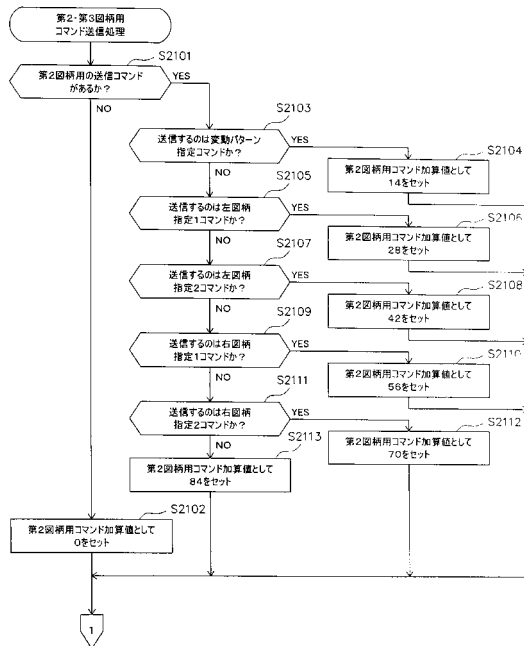 第2・第3図柄用
コマンド送信処理
S2101
第2図柄用の送信コマンド
があるか?
YES
NO
S2103
送信するのは変動パターン
指定コマンドか?
YES
NO
S2104
第2図柄用コマンド加算値として
14をセット
S2105
送信するのは左図柄
指定1コマンドか?
YES
NO
S2106
第2図柄用コマンド加算値として
28をセット
S2107
送信するのは左図柄
指定2コマンドか?
YES
NO
S2108
第2図柄用コマンド加算値として
42をセット
S2109
送信するのは右図柄
指定1コマンドか?
YES
NO
S2110
第2図柄用コマンド加算値として
56をセット
S2111
送信するのは右図柄
指定2コマンドか?
YES
NO
S2112
第2図柄用コマンド加算値として
70をセット
S2113
第2図柄用コマンド加算値として
84をセット
S2102
第2図柄用コマンド加算値として
0をセット
1